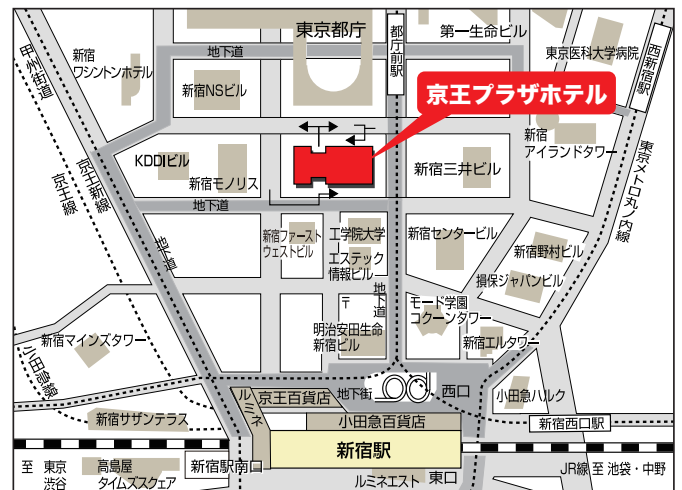 東京都庁
都庁前駅
第一生命ビル
東京医科大学病院
西新宿駅
甲州街道
新宿
ワシントンホテル
地下道
新宿NSビル
京王プラザホテル
新宿
アイランドタワー
東京メトロ丸ノ内線
KDDIビル
新宿モノリス
新宿三井ビル
京王新線
京王線
地下道
地下道
新宿ファースト
ウェストビル
工学院大学
エステック
情報ビル
新宿センタービル
新宿野村ビル
損保ジャパンビル
地下道
〒
モード学園
コクーンタワー
明治安田生命
新宿ビル
新宿エルタワー
新宿マインズタワー
小田急線
ルミネ
京王百貨店
地下街
西口
小田急ハルク
新宿サザンテラス
小田急百貨店
新宿西口駅
新宿駅
至 東京
渋谷
高島屋
タイムズスクェア
新宿駅南口
ルミネエスト
東口
JR線 至 池袋・中野